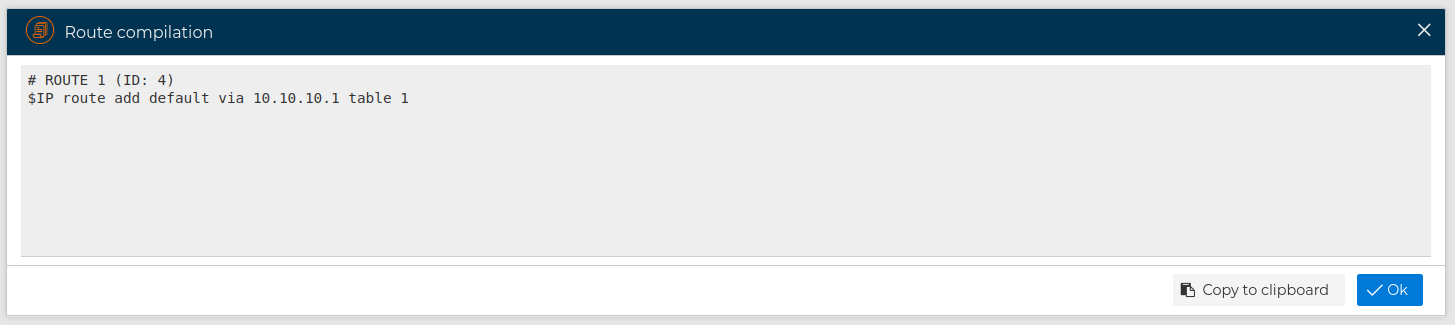 Route compilation
# ROUTE 1 (ID: 4)
$IP route add default via 10.10.10.1 table 1
Copy to clipboard
Ok